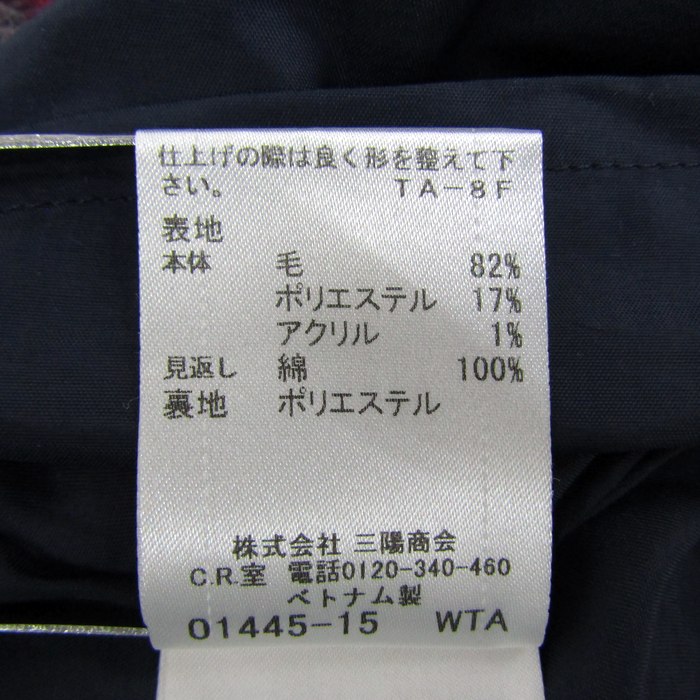 仕上げの際は良く形を整えて下
さい。 TA-8F
表地
本体 毛 82%
ポリエステル 17%
アクリル 1%
見返し 綿 100%
裏地 ポリエステル
株式会社 三陽商会
C.R.室 電話0120-340-460
ベトナム製
01445-15 WTA